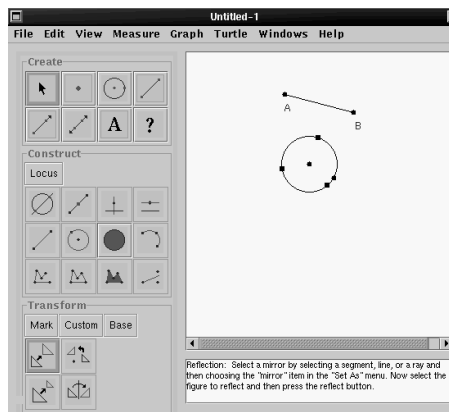 Untitled-1
File Edit View Measure Graph Turtle Windows Help
Create
A ?
Construct
Locus
Transform
Mark Custom Base
A
B
Reflection: Select a mirror by selecting a segment, line, or a ray and
then choosing the "mirror" item in the "Set As" menu. Now select the
figure to reflect and then press the reflect button.